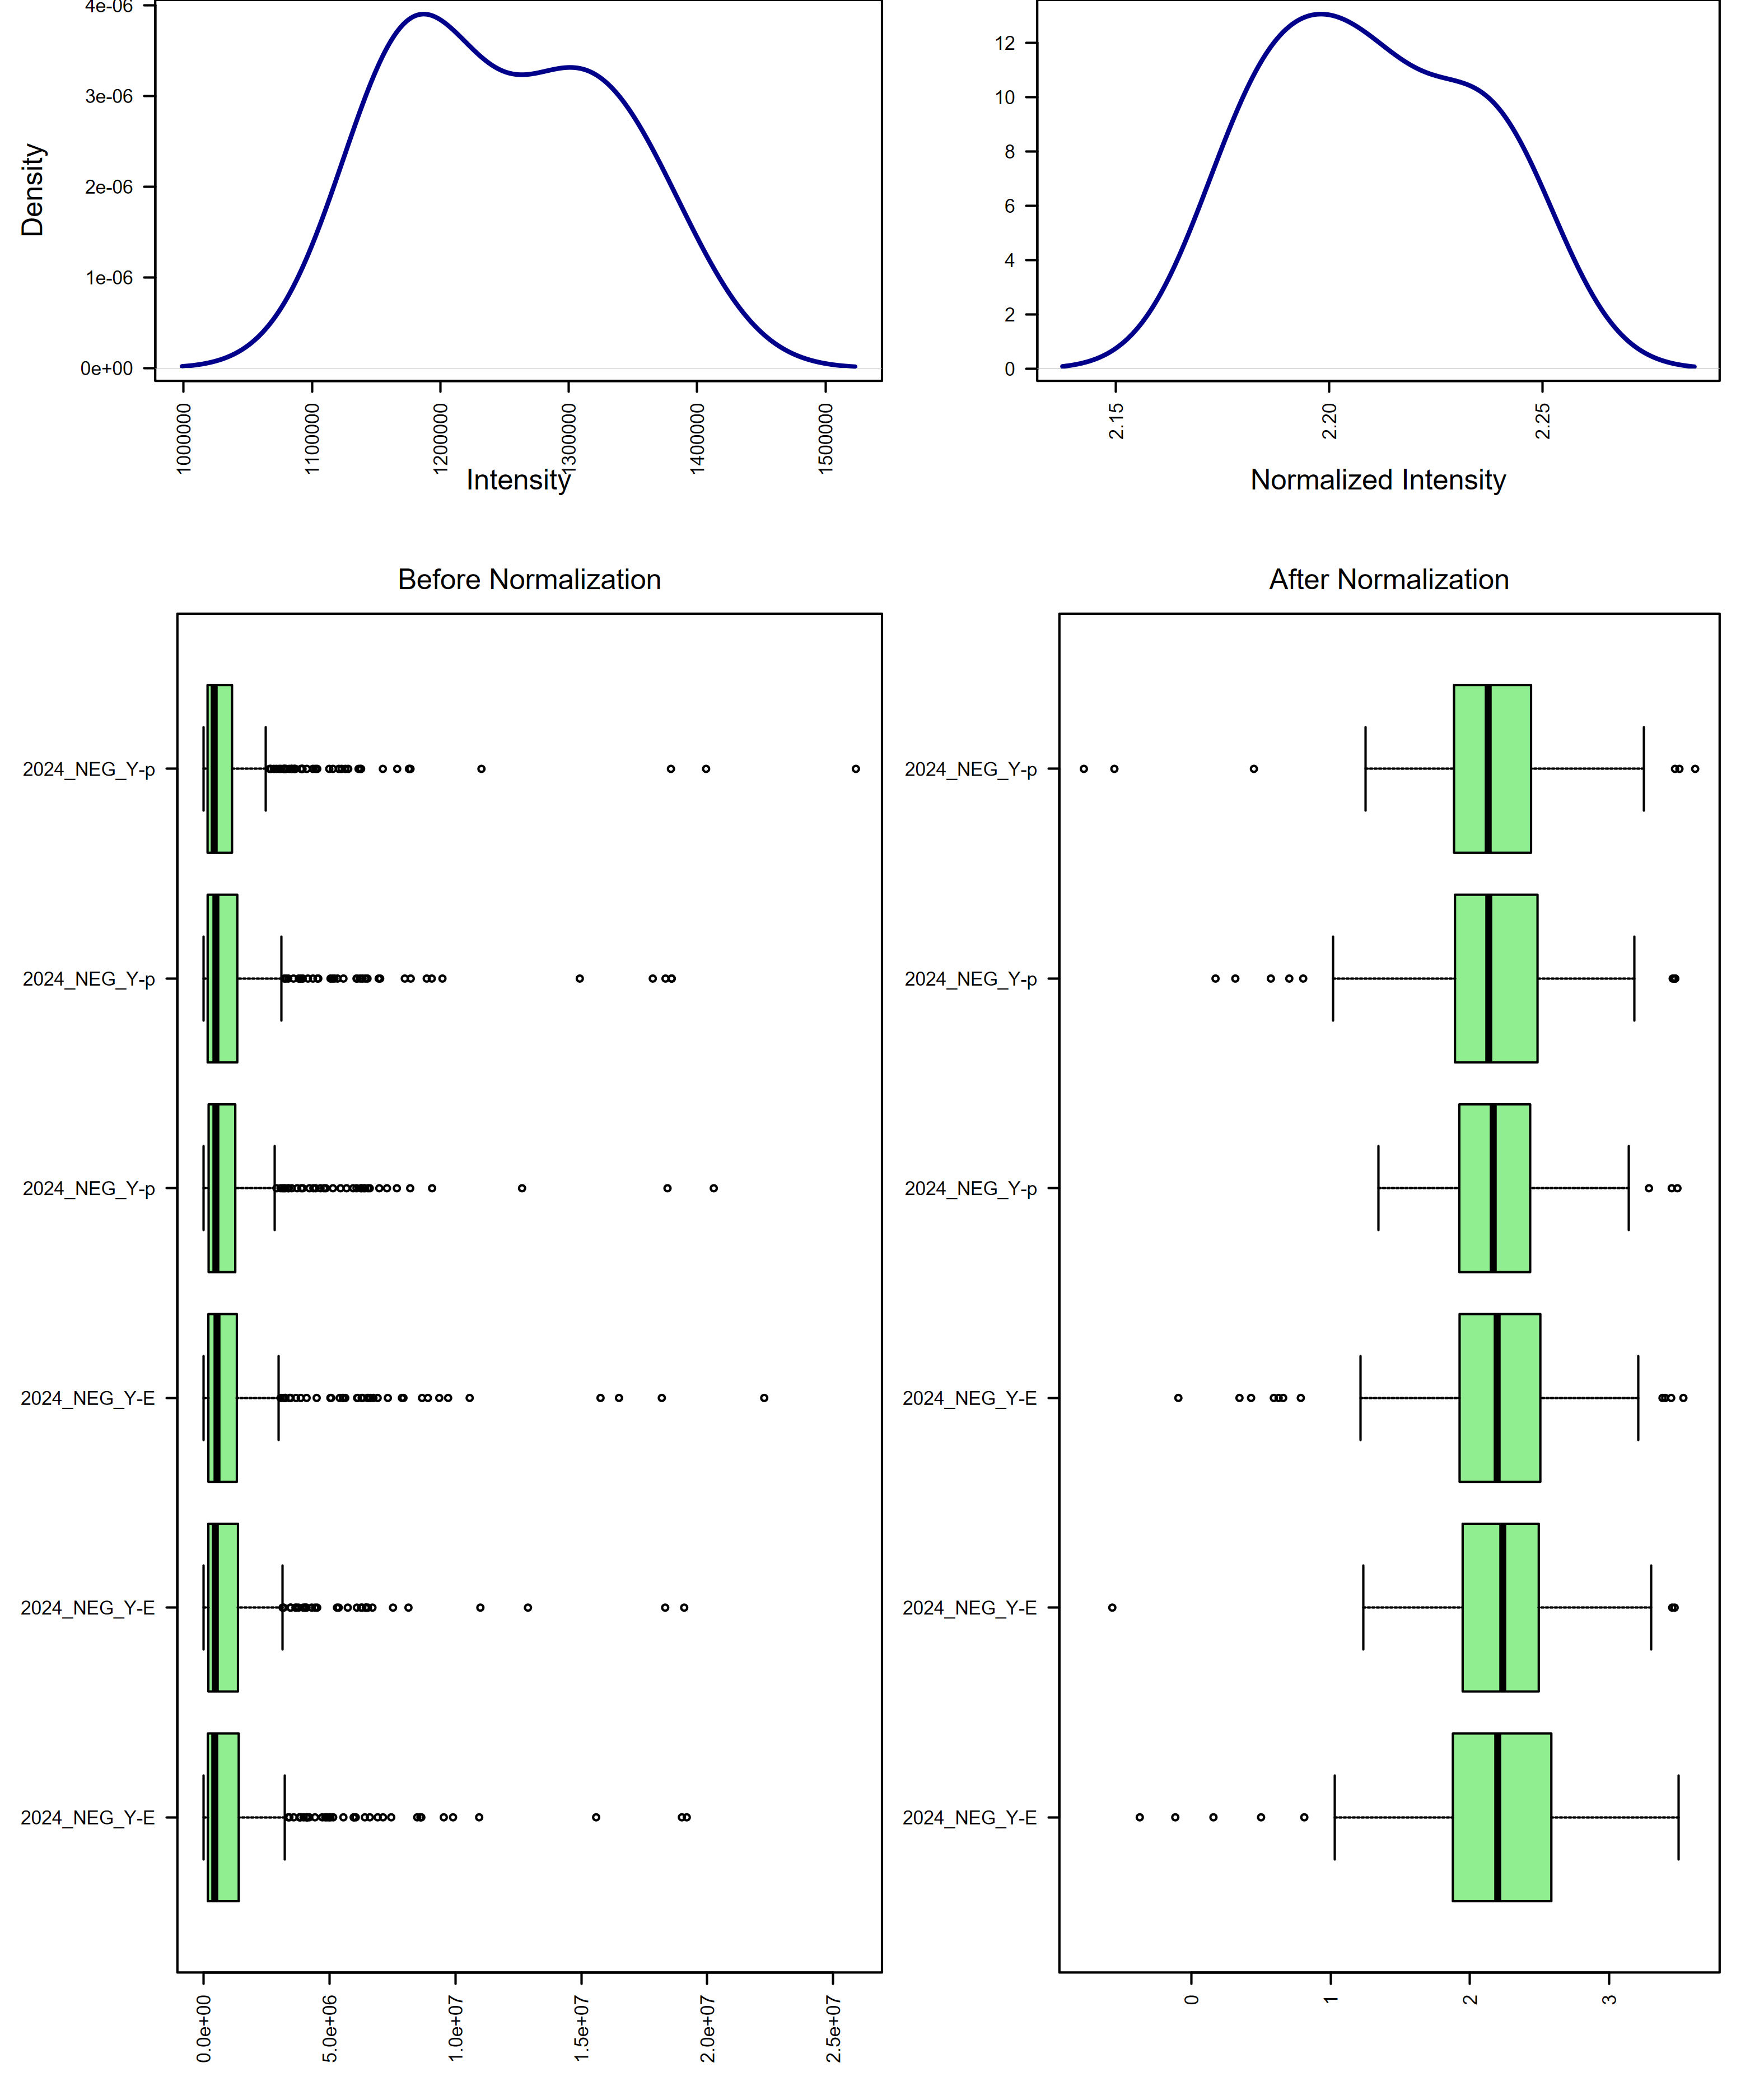 4e-06
3e-06
2e-06
1e-06
0e+00
Density
1000000
1100000
1200000
1300000
1400000
1500000
Intensity
12
10
8
6
4
2
0
2.15
2.20
2.25
Normalized Intensity
Before Normalization
2024_NEG_Y-p
2024_NEG_Y-p
2024_NEG_Y-p
2024_NEG_Y-E
2024_NEG_Y-E
2024_NEG_Y-E
0.0e+00
5.0e+06
1.0e+07
1.5e+07
2.0e+07
2.5e+07
After Normalization
2024_NEG_Y-p
2024_NEG_Y-p
2024_NEG_Y-p
2024_NEG_Y-E
2024_NEG_Y-E
2024_NEG_Y-E
0
1
2
3